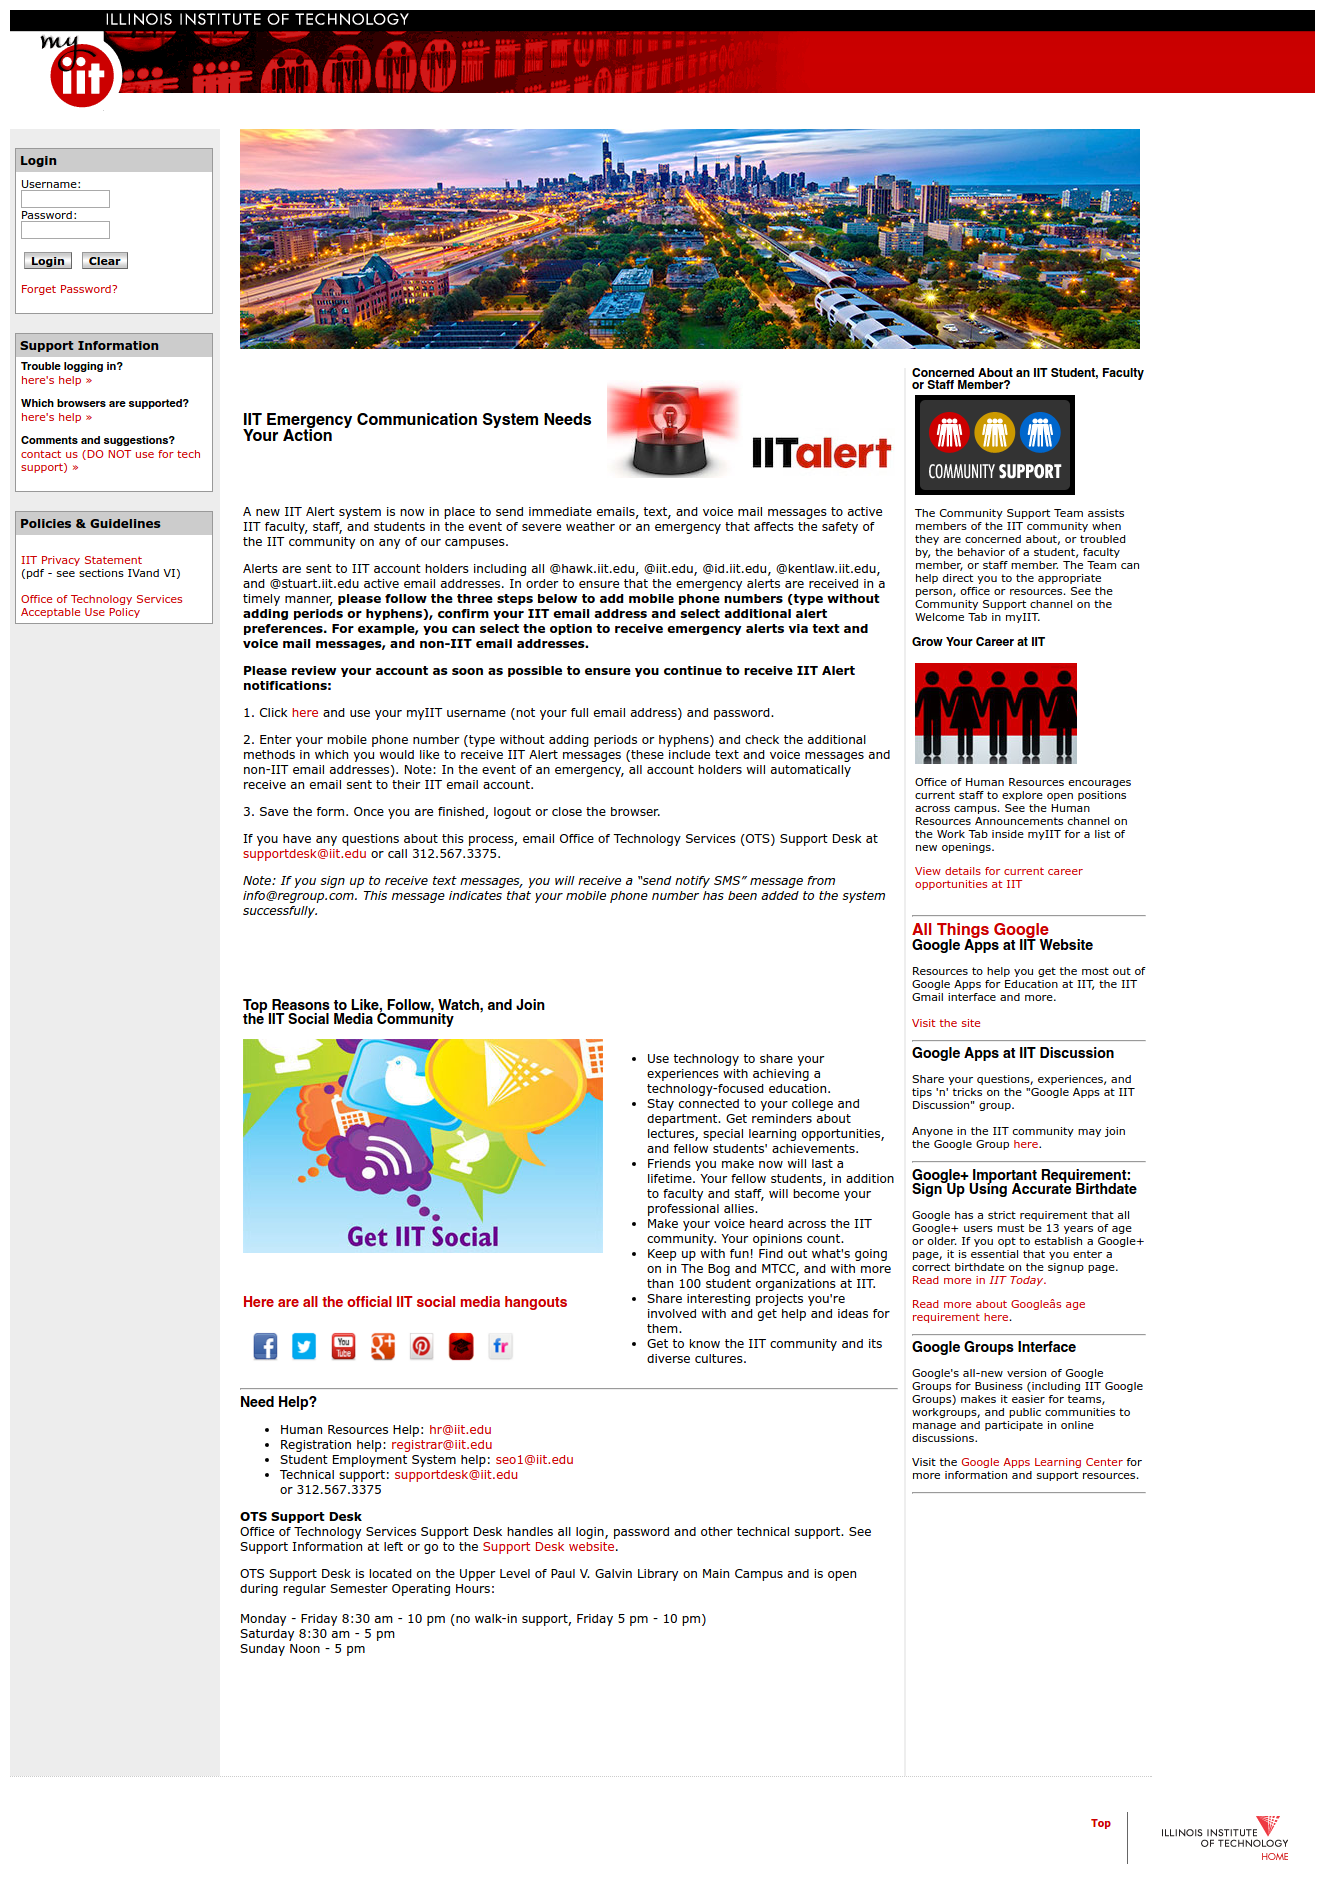 ILLINOIS INSTITUTE OF TECHNOLOGY
my
iit
Login
Username:
Password:
Login Clear
Forget Password?
Support Information
Trouble logging in?
here's help »
Which browsers are supported?
here's help »
Comments and suggestions?
contact us (DO NOT use for tech
support) »
Policies & Guidelines
IIT Privacy Statement
(pdf - see sections IVand VI)
Office of Technology Services
Acceptable Use Policy
IIT Emergency Communication System Needs
Your Action
IITalert
A new IIT Alert system is now in place to send immediate emails, text, and voice mail messages to active
IIT faculty, staff, and students in the event of severe weather or an emergency that affects the safety of
the IIT community on any of our campuses.
Alerts are sent to IIT account holders including all @hawk.iit.edu, @iit.edu, @id.iit.edu, @kentlaw.iit.edu,
and @stuart.iit.edu active email addresses. In order to ensure that the emergency alerts are received in a
timely manner, please follow the three steps below to add mobile phone numbers (type without
adding periods or hyphens), confirm your IIT email address and select additional alert
preferences. For example, you can select the option to receive emergency alerts via text and
voice mail messages, and non-IIT email addresses.
Please review your account as soon as possible to ensure you continue to receive IIT Alert
notifications:
1. Click here and use your myIIT username (not your full email address) and password.
2. Enter your mobile phone number (type without adding periods or hyphens) and check the additional
methods in which you would like to receive IIT Alert messages (these include text and voice messages and
non-IIT email addresses). Note: In the event of an emergency, all account holders will automatically
receive an email sent to their IIT email account.
3. Save the form. Once you are finished, logout or close the browser.
If you have any questions about this process, email Office of Technology Services (OTS) Support Desk at
supportdesk@iit.edu or call 312.567.3375.
Note: If you sign up to receive text messages, you will receive a “send notify SMS” message from
info@regroup.com. This message indicates that your mobile phone number has been added to the system
successfully.
Top Reasons to Like, Follow, Watch, and Join
the IIT Social Media Community
Get IIT Social
Here are all the official IIT social media hangouts
f
You
Tube
g+
fr
• Use technology to share your
experiences with achieving a
technology-focused education.
• Stay connected to your college and
department. Get reminders about
lectures, special learning opportunities,
and fellow students' achievements.
• Friends you make now will last a
lifetime. Your fellow students, in addition
to faculty and staff, will become your
professional allies.
• Make your voice heard across the IIT
community. Your opinions count.
• Keep up with fun! Find out what's going
on in The Bog and MTCC, and with more
than 100 student organizations at IIT.
• Share interesting projects you're
involved with and get help and ideas for
them.
• Get to know the IIT community and its
diverse cultures.
Need Help?
• Human Resources Help: hr@iit.edu
• Registration help: registrar@iit.edu
• Student Employment System help: seo1@iit.edu
• Technical support: supportdesk@iit.edu
or 312.567.3375
OTS Support Desk
Office of Technology Services Support Desk handles all login, password and other technical support. See
Support Information at left or go to the Support Desk website.
OTS Support Desk is located on the Upper Level of Paul V. Galvin Library on Main Campus and is open
during regular Semester Operating Hours:
Monday - Friday 8:30 am - 10 pm (no walk-in support, Friday 5 pm - 10 pm)
Saturday 8:30 am - 5 pm
Sunday Noon - 5 pm
Concerned About an IIT Student, Faculty
or Staff Member?
COMMUNITY SUPPORT
The Community Support Team assists
members of the IIT community when
they are concerned about, or troubled
by, the behavior of a student, faculty
member, or staff member. The Team can
help direct you to the appropriate
person, office or resources. See the
Community Support channel on the
Welcome Tab in myIIT.
Grow Your Career at IIT
Office of Human Resources encourages
current staff to explore open positions
across campus. See the Human
Resources Announcements channel on
the Work Tab inside myIIT for a list of
new openings.
View details for current career
opportunities at IIT
All Things Google
Google Apps at IIT Website
Resources to help you get the most out of
Google Apps for Education at IIT, the IIT
Gmail interface and more.
Visit the site
Google Apps at IIT Discussion
Share your questions, experiences, and
tips 'n' tricks on the "Google Apps at IIT
Discussion" group.
Anyone in the IIT community may join
the Google Group here.
Google+ Important Requirement:
Sign Up Using Accurate Birthdate
Google has a strict requirement that all
Google+ users must be 13 years of age
or older. If you opt to establish a Google+
page, it is essential that you enter a
correct birthdate on the signup page.
Read more in IIT Today.
Read more about Googleâs age
requirement here.
Google Groups Interface
Google's all-new version of Google
Groups for Business (including IIT Google
Groups) makes it easier for teams,
workgroups, and public communities to
manage and participate in online
discussions.
Visit the Google Apps Learning Center for
more information and support resources.
Top
ILLINOIS INSTITUTE
OF TECHNOLOGY
HOME